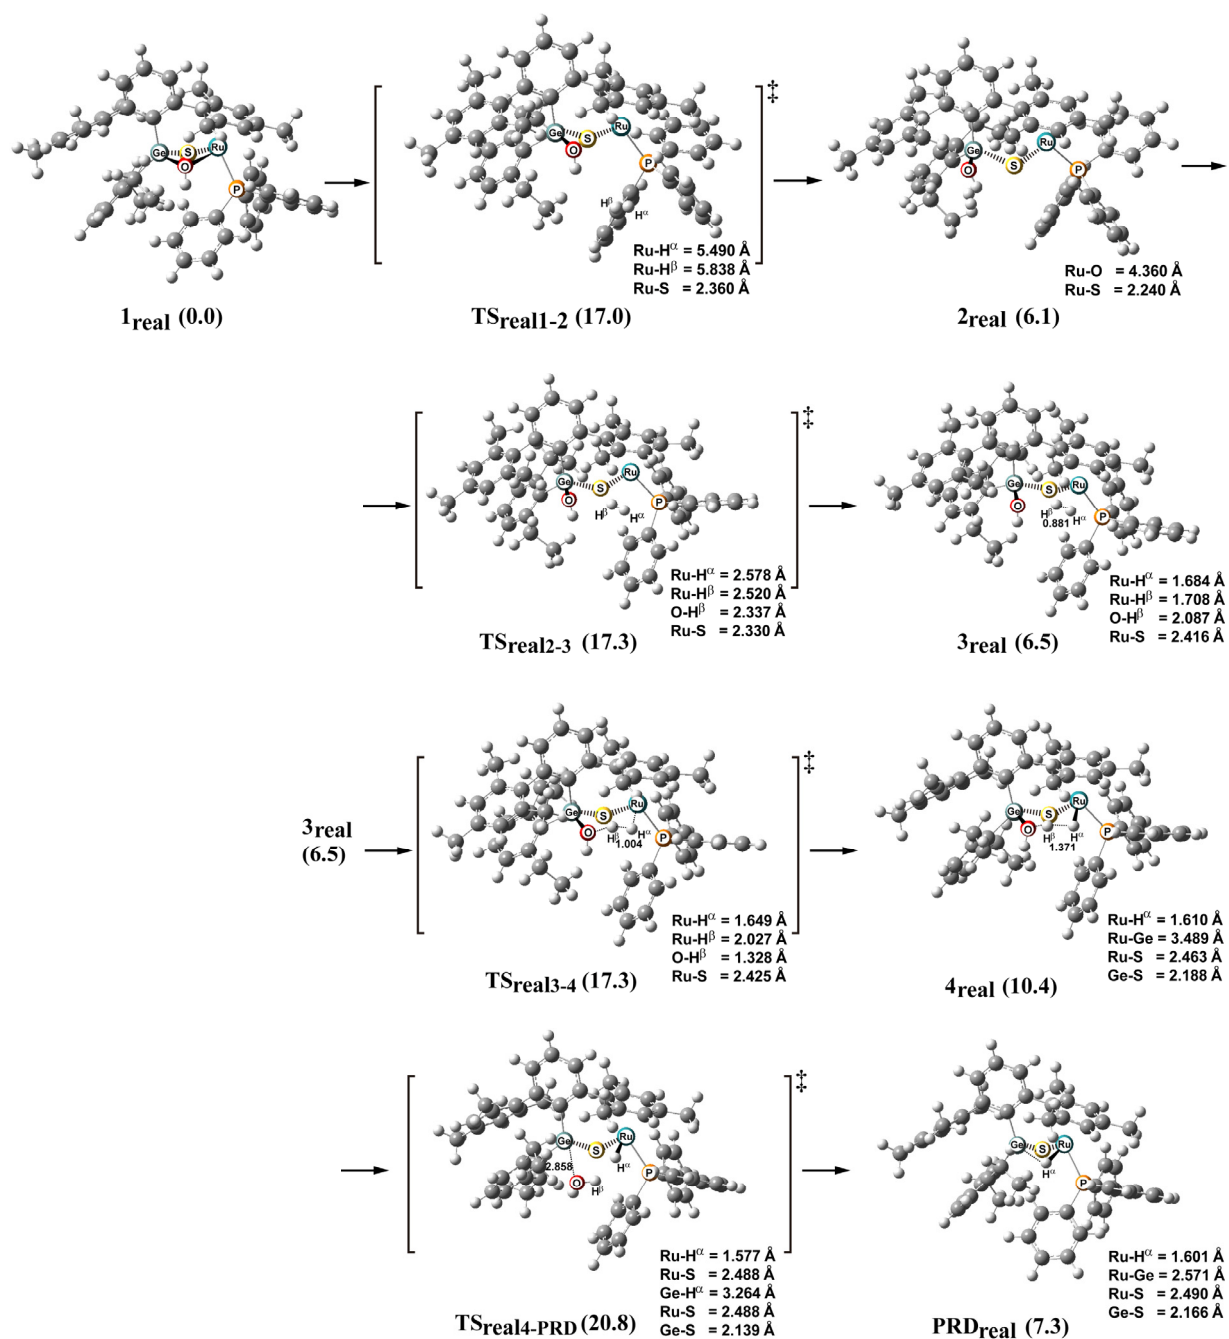 Ge
S
Ru
O
P
1real (0.0)
‡
Ge
S
Ru
O
P
Hβ
Hα
Ru-Hα = 5.490 Å
Ru-Hβ = 5.838 Å
Ru-S = 2.360 Å
TSreal1-2 (17.0)
Ge
S
Ru
O
P
Ru-O = 4.360 Å
Ru-S = 2.240 Å
2real (6.1)
‡
Ge
S
Ru
O
P
Hβ
Hα
Ru-Hα = 2.578 Å
Ru-Hβ = 2.520 Å
O-Hβ = 2.337 Å
Ru-S = 2.330 Å
TSreal2-3 (17.3)
Ge
S
Ru
O
P
Hβ
Hα
0.881
Ru-Hα = 1.684 Å
Ru-Hβ = 1.708 Å
O-Hβ = 2.087 Å
Ru-S = 2.416 Å
3real (6.5)
3real
(6.5)
‡
Ge
S
Ru
O
P
Hβ
Hα
1.004
Ru-Hα = 1.649 Å
Ru-Hβ = 2.027 Å
O-Hβ = 1.328 Å
Ru-S = 2.425 Å
TSreal3-4 (17.3)
Ge
S
Ru
O
P
Hβ
Hα
1.371
Ru-Hα = 1.610 Å
Ru-Ge = 3.489 Å
Ru-S = 2.463 Å
Ge-S = 2.188 Å
4real (10.4)
‡
Ge
S
Ru
2.858
O
Hβ
Hα
P
Ru-Hα = 1.577 Å
Ru-S = 2.488 Å
Ge-Hα = 3.264 Å
Ru-S = 2.488 Å
Ge-S = 2.139 Å
TSreal4-PRD (20.8)
Ge
S
Ru
Hα
P
Ru-Hα = 1.601 Å
Ru-Ge = 2.571 Å
Ru-S = 2.490 Å
Ge-S = 2.166 Å
PRDreal (7.3)